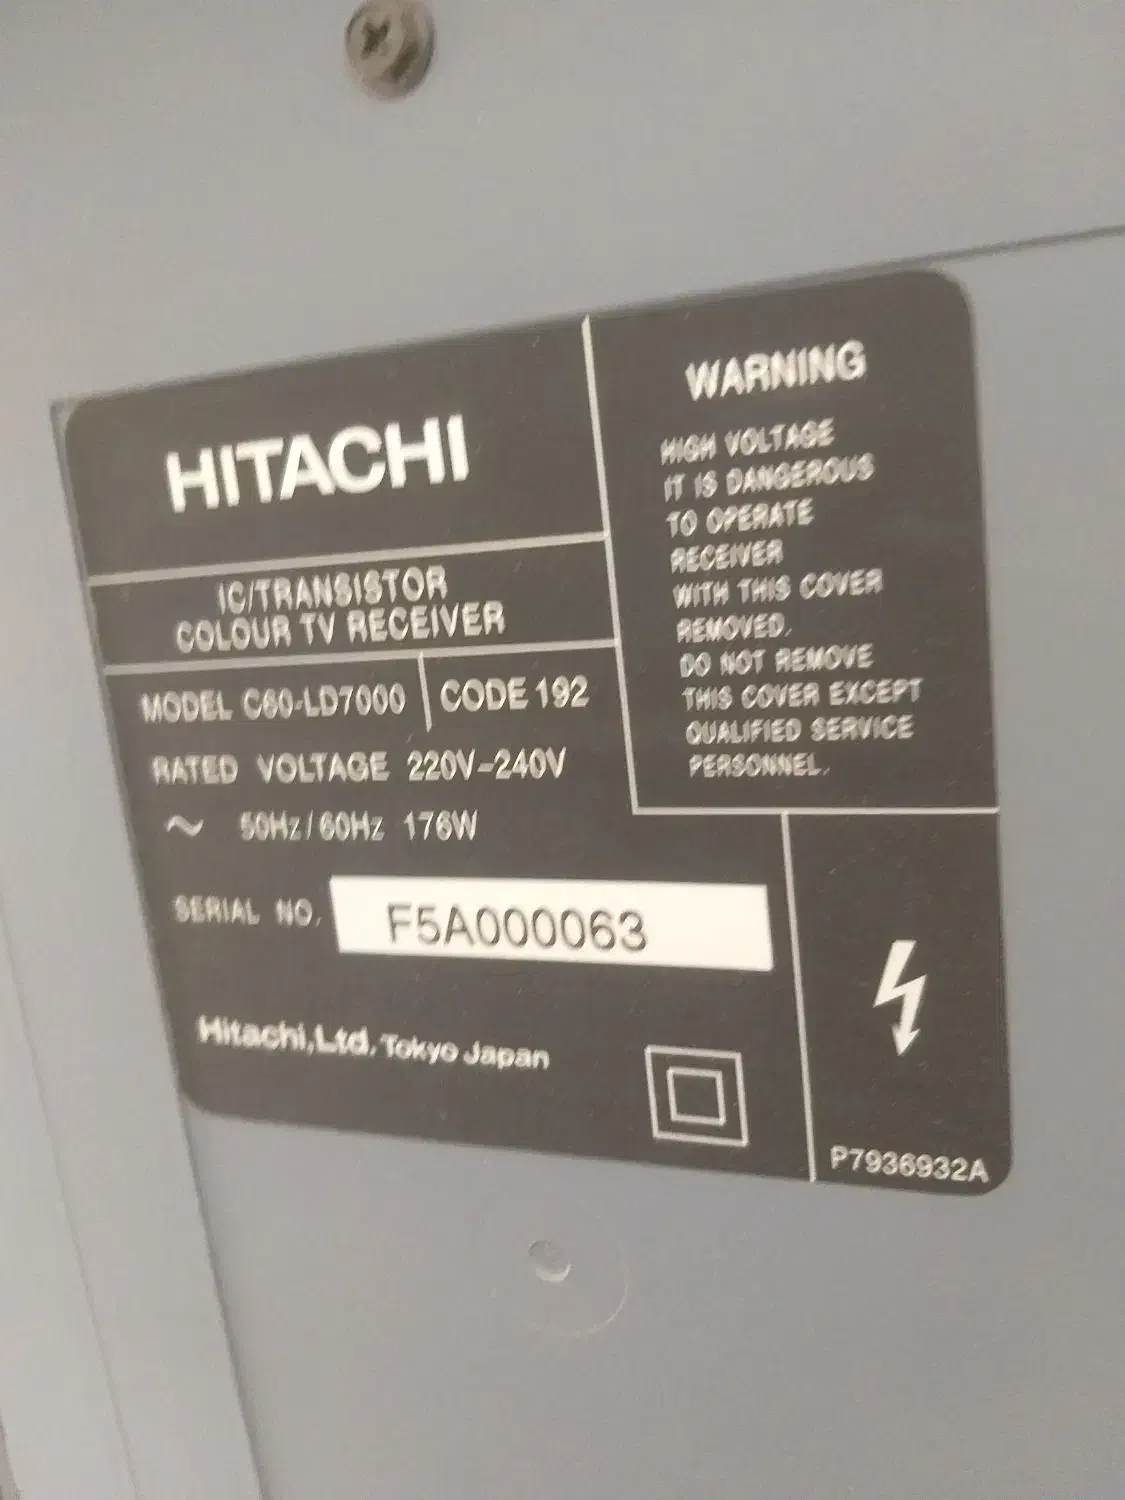 HITACHI
IC/TRANSISTOR
COLOUR TV RECEIVER
MODEL C60-LD7000 CODE 192
RATED VOLTAGE 220V-240V
~ 50Hz/60Hz 176W
SERIAL NO. F5A000063
Hitachi,Ltd. Tokyo Japan
WARNING
HIGH VOLTAGE
IT IS DANGEROUS
TO OPERATE
RECEIVER
WITH THIS COVER
REMOVED.
DO NOT REMOVE
THIS COVER EXCEPT
QUALIFIED SERVICE
PERSONNEL.
P7936932A